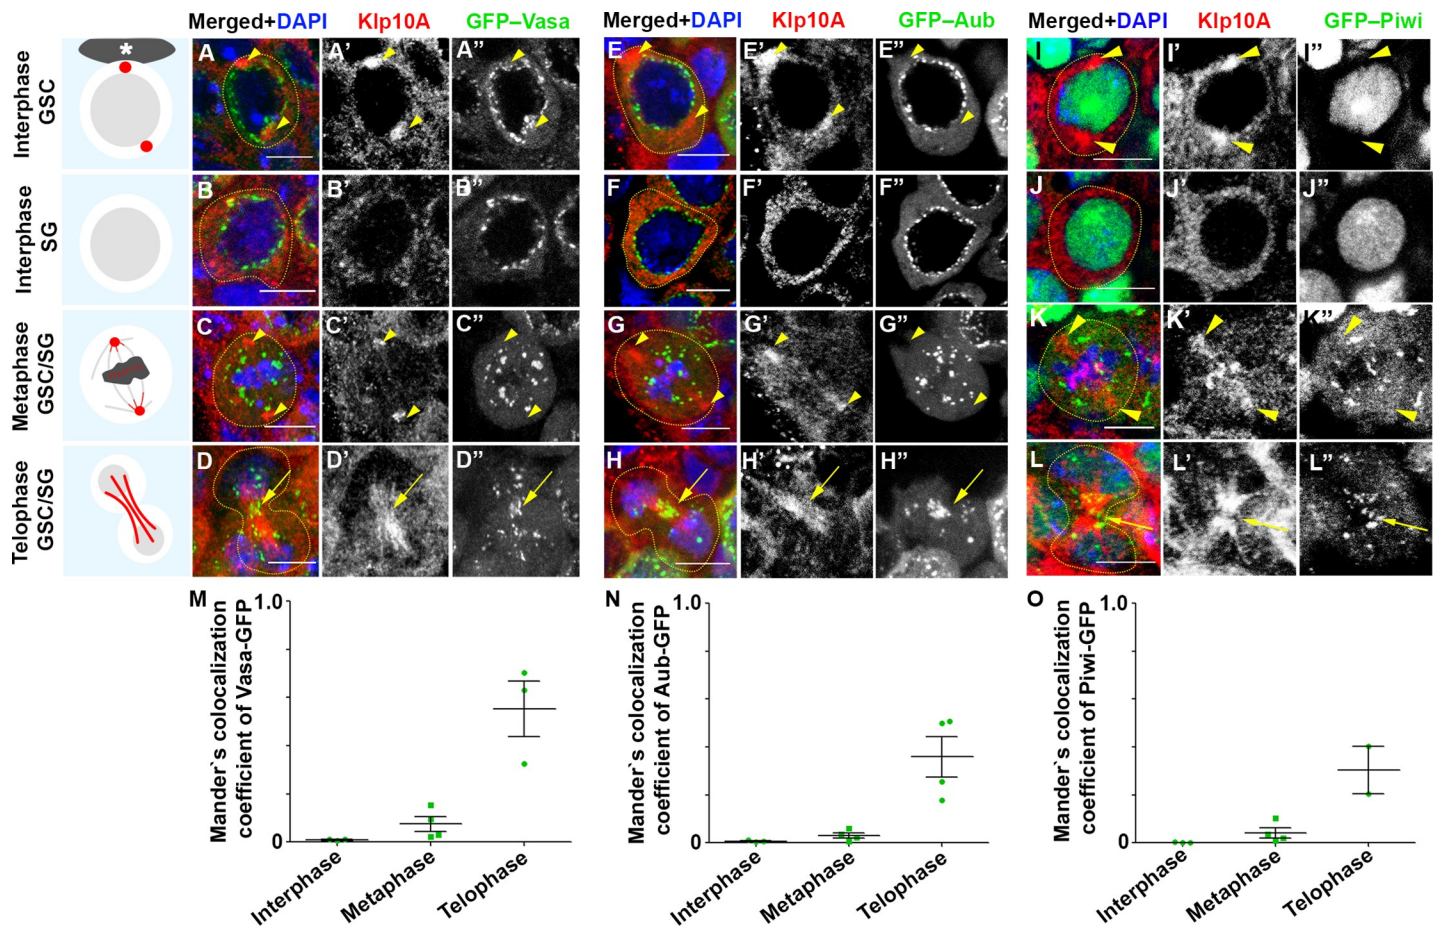 Merged+DAPI Klp10A GFP–Vasa Merged+DAPI Klp10A GFP–Aub Merged+DAPI Klp10A GFP–Piwi
Interphase
GSC
*
A A’ A” E E’ E” I I’ I”
Interphase
SG
B B’ B” F F’ F” J J’ J”
Metaphase
GSC/SG
C C’ C” G G’ G” K K’ K”
Telophase
GSC/SG
D D’ D” H H’ H” L L’ L”
M
Mander`s colocalization
coefficient of Vasa-GFP
1.0
0
Interphase
Metaphase
Telophase
N
Mander`s colocalization
coefficient of Aub-GFP
1.0
0
Interphase
Metaphase
Telophase
O
Mander`s colocalization
coefficient of Piwi-GFP
1.0
0
Interphase
Metaphase
Telophase